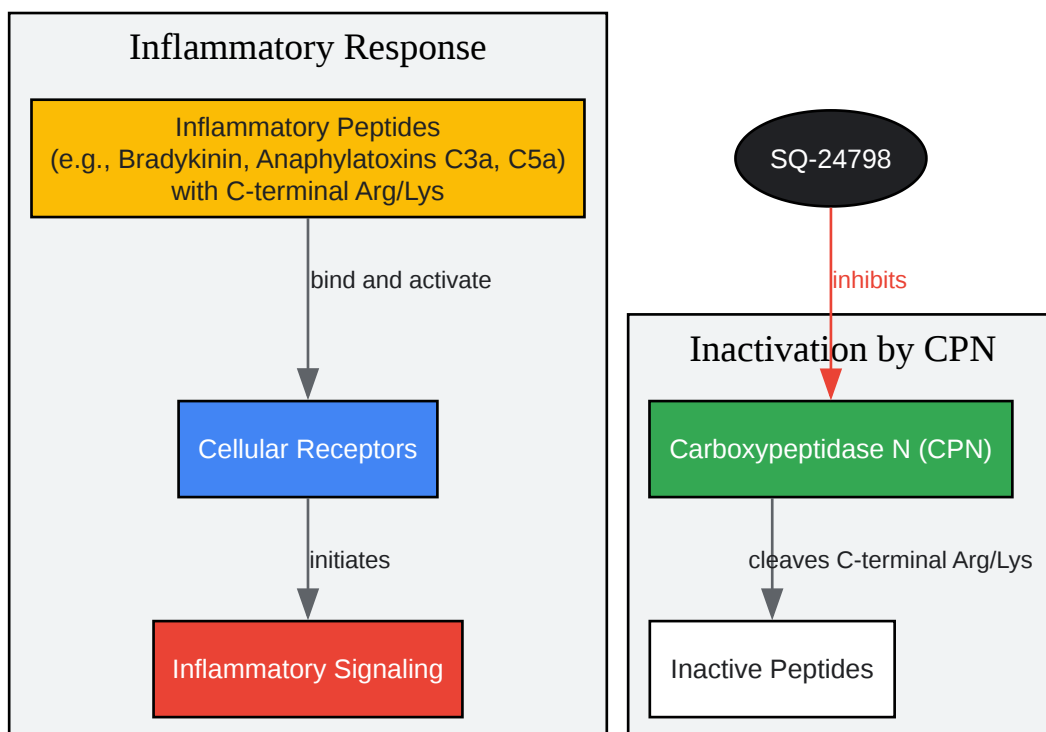 Inflammatory Response
Inflammatory Peptides
(e.g., Bradykinin, Anaphylatoxins C3a, C5a)
with C-terminal Arg/Lys
bind and activate
Cellular Receptors
initiates
Inflammatory Signaling
SQ-24798
inhibits
Inactivation by CPN
Carboxypeptidase N (CPN)
cleaves C-terminal Arg/Lys
Inactive Peptides